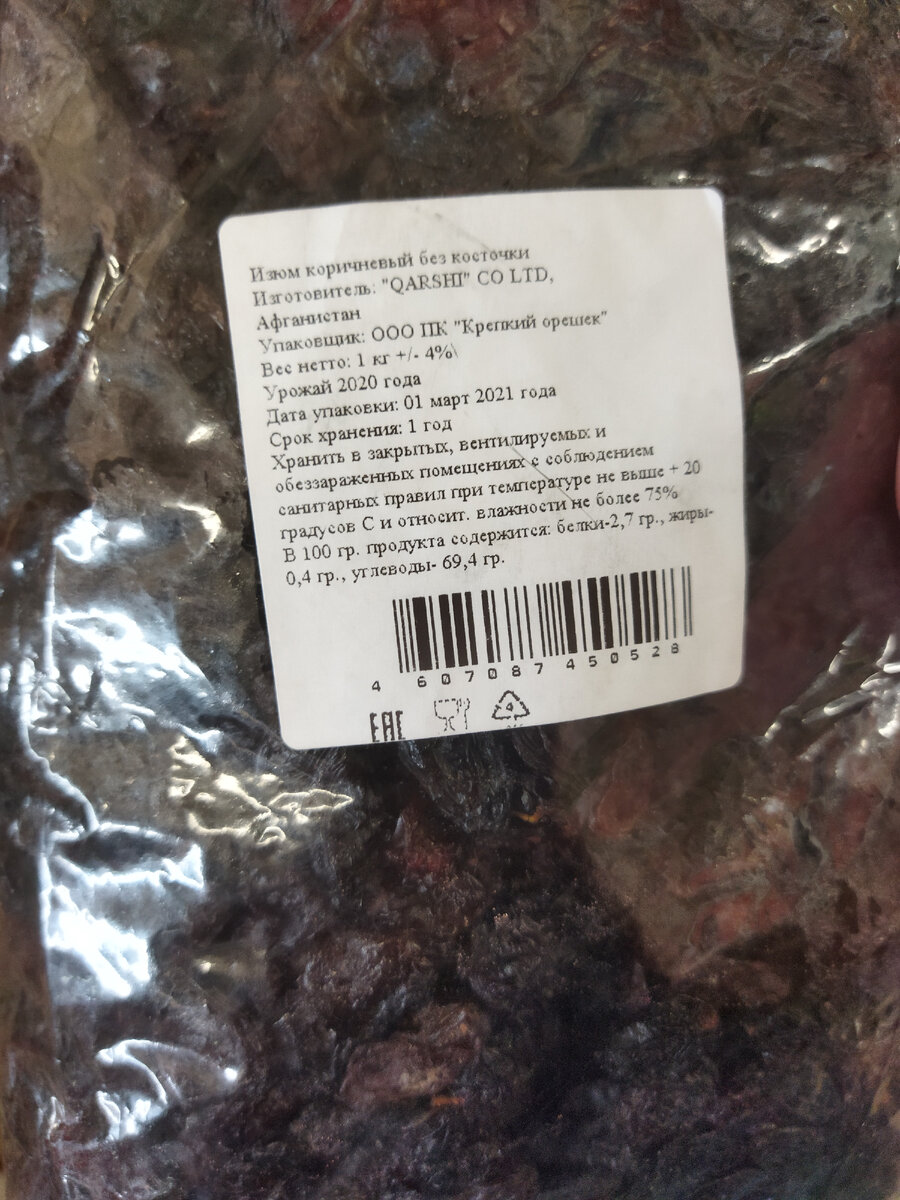 Изюм коричневый без косточки
Изготовитель: "QARSHI" CO LTD,
Афганистан
Упаковщик: ООО ПК "Крепкий орешек"
Вес нетто: 1 кг +/- 4%\
Урожай 2020 года
Дата упаковки: 01 март 2021 года
Срок хранения: 1 год
Хранить в закрытых, вентилируемых и
обеззараженных помещениях с соблюдением
санитарных правил при температуре не выше + 20
градусов С и относит. влажности не более 75%
В 100 гр. продукта содержится: белки-2,7 гр., жиры-
0,4 гр., углеводы- 69,4 гр.
4 607087 450528
EAC 4